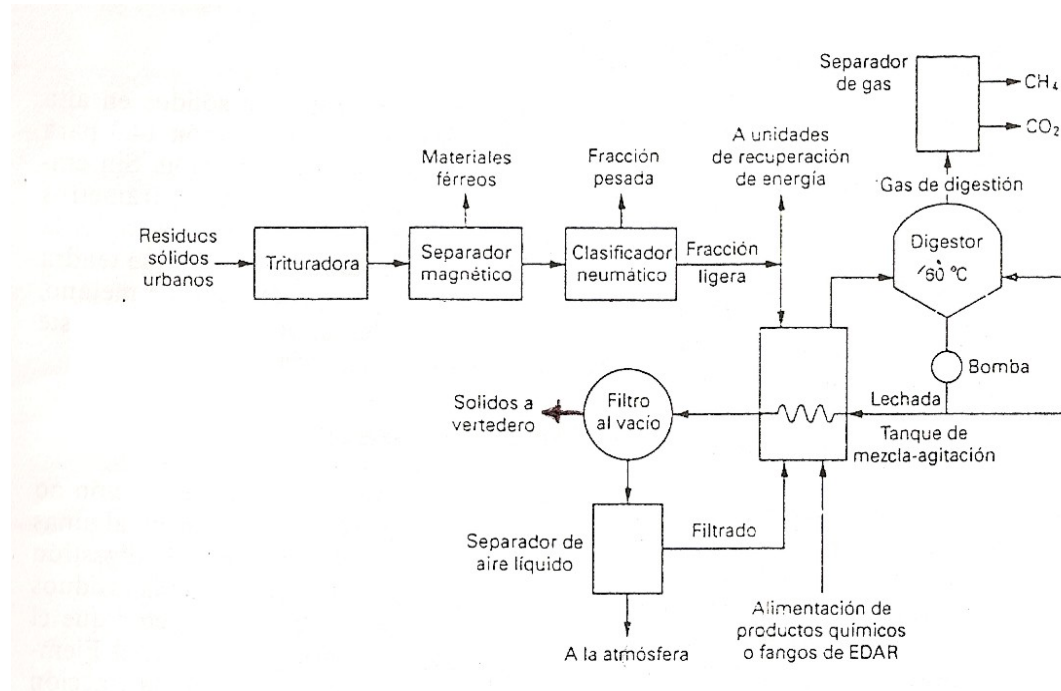 Separador
de gas
CH₄
CO₂
Gas de digestión
A unidades
de recuperación
de energía
Materiales
férreos
Fracción
pesada
Residuos
sólidos
urbanos
Trituradora
Separador
magnético
Clasificador
neumático
Fracción
ligera
Digestor
60 °C
Bomba
Lechada
Tanque de
mezcla-agitación
Solidos a
vertedero
Filtro
al vacío
Separador de
aire líquido
Filtrado
A la atmósfera
Alimentación de
productos químicos
o fangos de EDAR